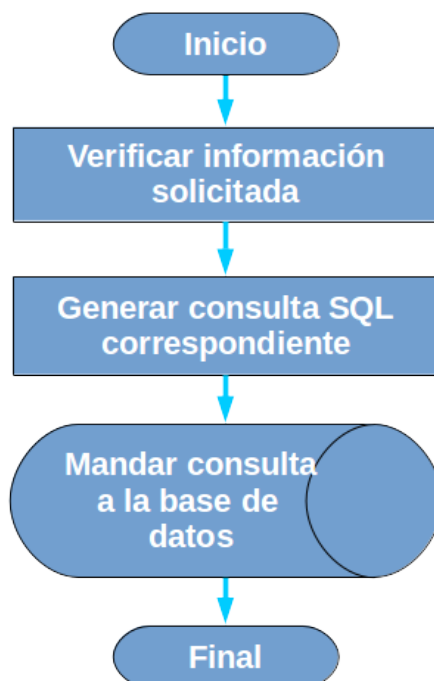 Inicio
Verificar información
solicitada
Generar consulta SQL
correspondiente
Mandar consulta
a la base de
datos
Final